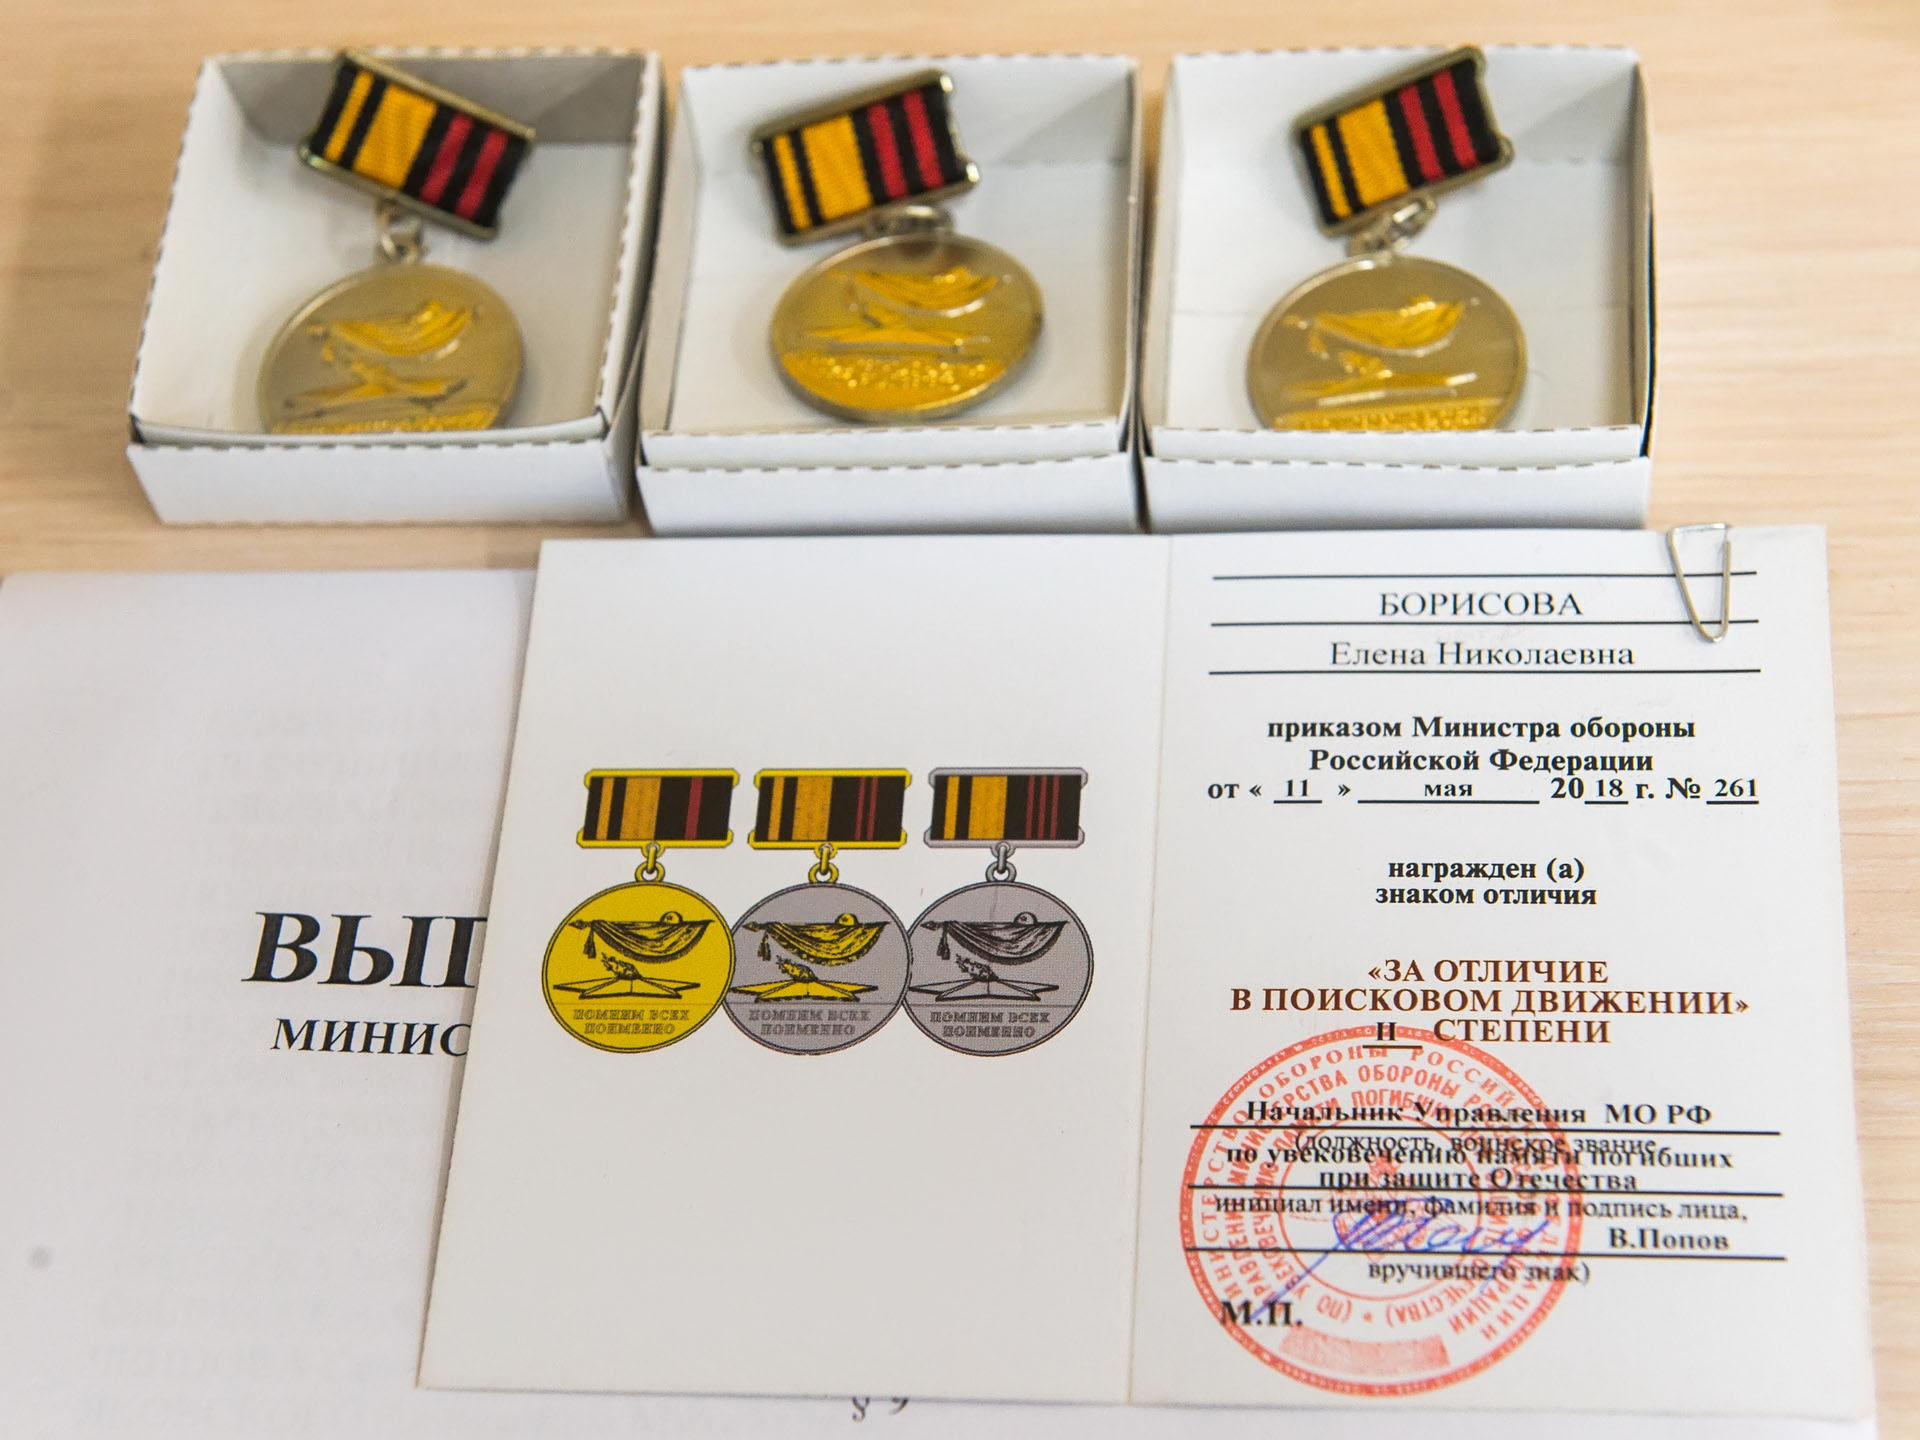 БОРИСОВА
Елена Николаевна
приказом Министра обороны
Российской Федерации
от « 11 » мая 2018 г. № 261
награжден (а)
знаком отличия
«ЗА ОТЛИЧИЕ
В ПОИСКОВОМ ДВИЖЕНИИ»
II СТЕПЕНИ
Начальник Управления МО РФ
(должность, воинское звание,
по увековечению памяти погибших
при защите Отечества
инициал имени, фамилия и подпись лица,
В.Попов
вручившего знак)
М.П.
ПОМНИМ ВСЕХ
ПОИМЕННО
ПОМНИМ ВСЕХ
ПОИМЕННО
ПОМНИМ ВСЕХ
ПОИМЕННО
ВЫП
МИНИС